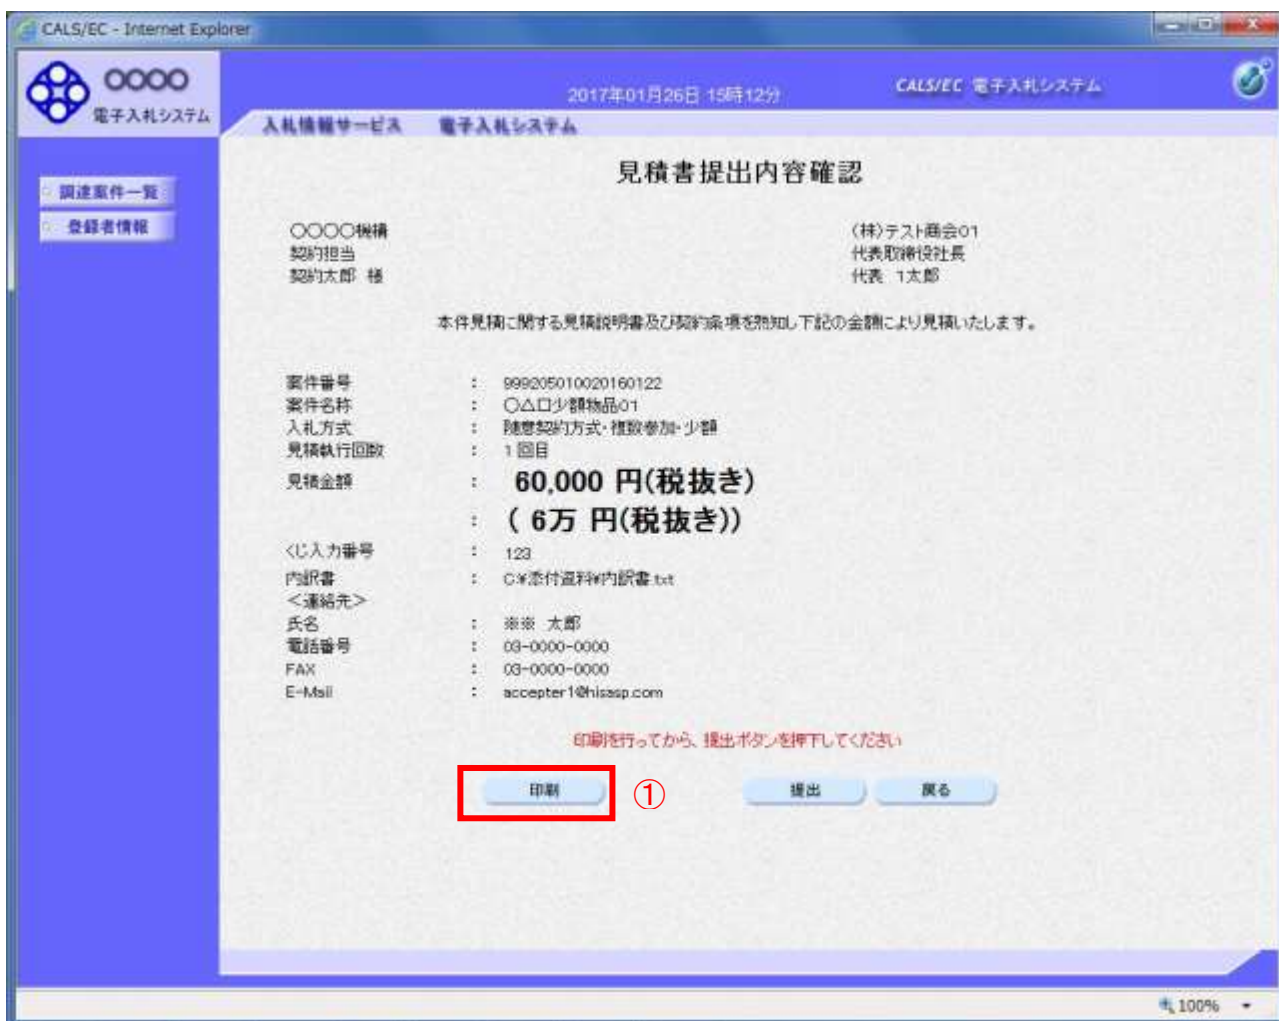 CALS/EC - Internet Explorer
〇〇〇〇
電子入札システム
2017年01月26日 15時12分
CALS/EC 電子入札システム
入札情報サービス 電子入札システム
調達案件一覧
登録者情報
見積書提出内容確認
〇〇〇〇機構
契約担当
契約太郎 様
(株)テスト商会01
代表取締役社長
代表 1太郎
本件見積に関する見積説明書及び契約条項を熟知し下記の金額により見積いたします。
案件番号 : 999205010020160122
案件名称 : 〇△口少額物品01
入札方式 : 随意契約方式・複数参加・少額
見積執行回数 : 1回目
見積金額 : 60,000 円(税抜き)
: ( 6万 円(税抜き))
くじ入力番号 : 123
内訳書 : C:¥添付資料¥内訳書.txt
<連絡先>
氏名 : ※※ 太郎
電話番号 : 03-0000-0000
FAX : 03-0000-0000
E-Mail : accepter1@hisasp.com
印刷を行ってから、提出ボタンを押下してください
印刷 ① 提出 戻る
100%